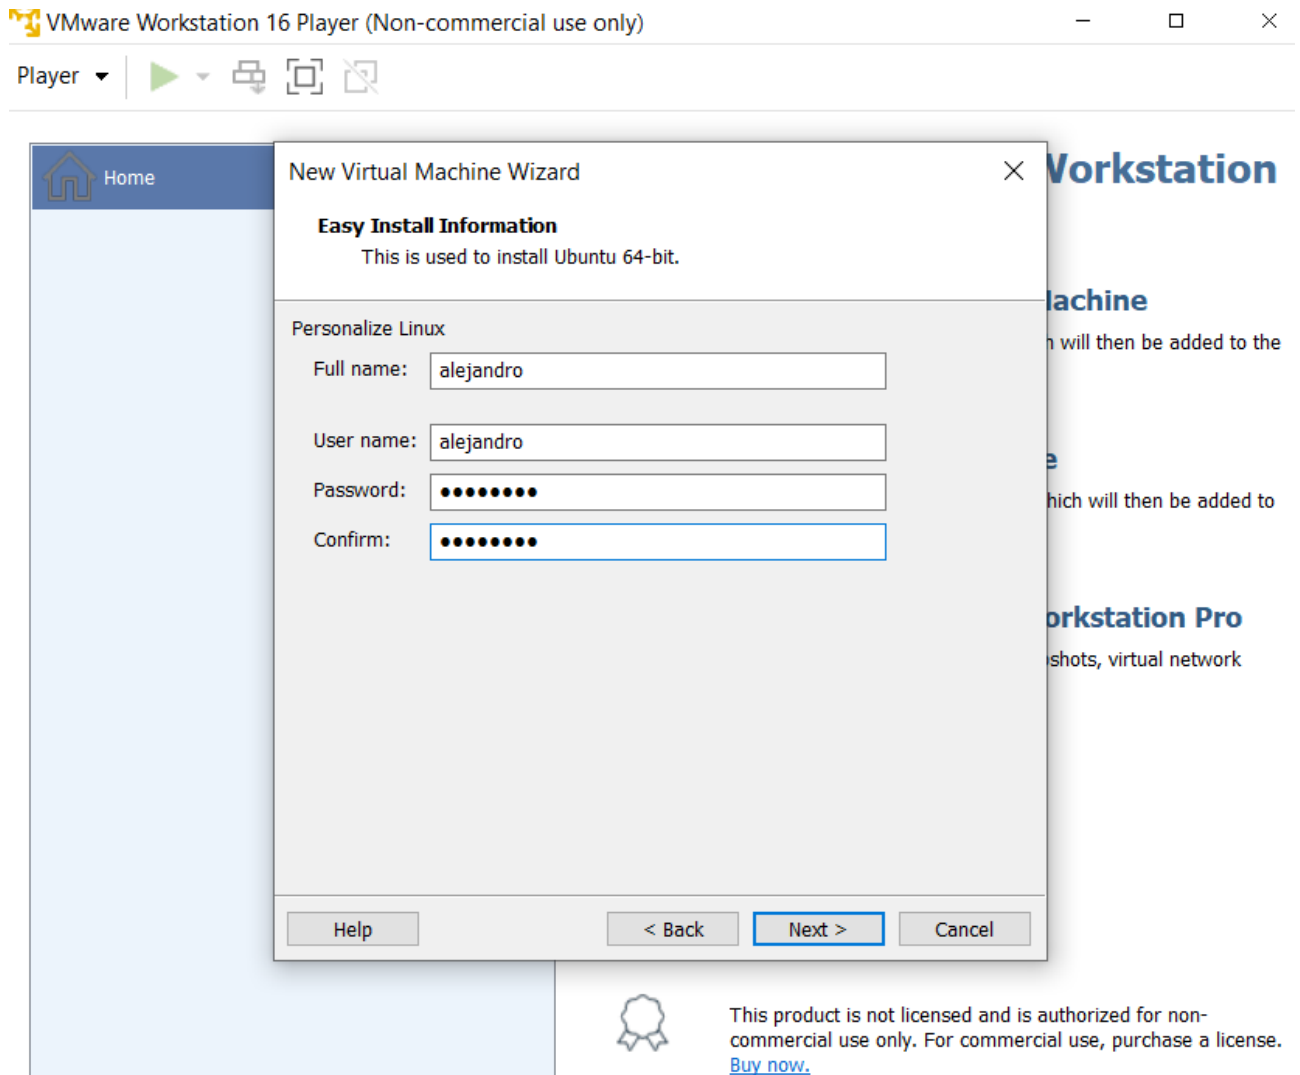 VMware Workstation 16 Player (Non-commercial use only)
Player
Home
New Virtual Machine Wizard
Easy Install Information
This is used to install Ubuntu 64-bit.
Personalize Linux
Full name: alejandro
User name: alejandro
Password: ●●●●●●●●
Confirm: ●●●●●●●●
Help < Back Next > Cancel
Workstation
achine
will then be added to the
e
hich will then be added to
orkstation Pro
shots, virtual network
This product is not licensed and is authorized for non-
commercial use only. For commercial use, purchase a license.
Buy now.